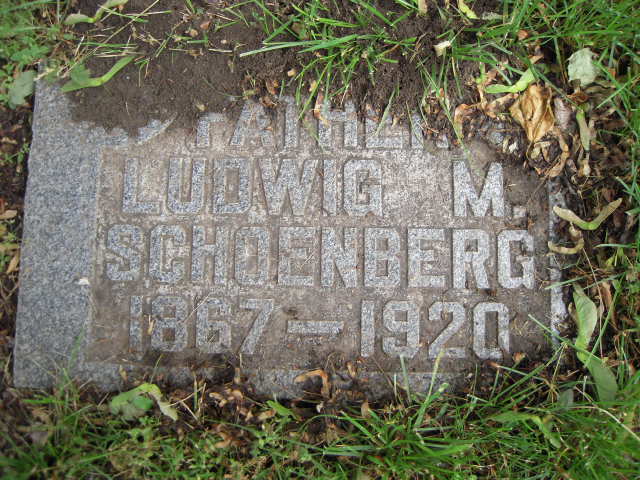 FATHER
LUDWIG M.
SCHOENBERG
1867-1920